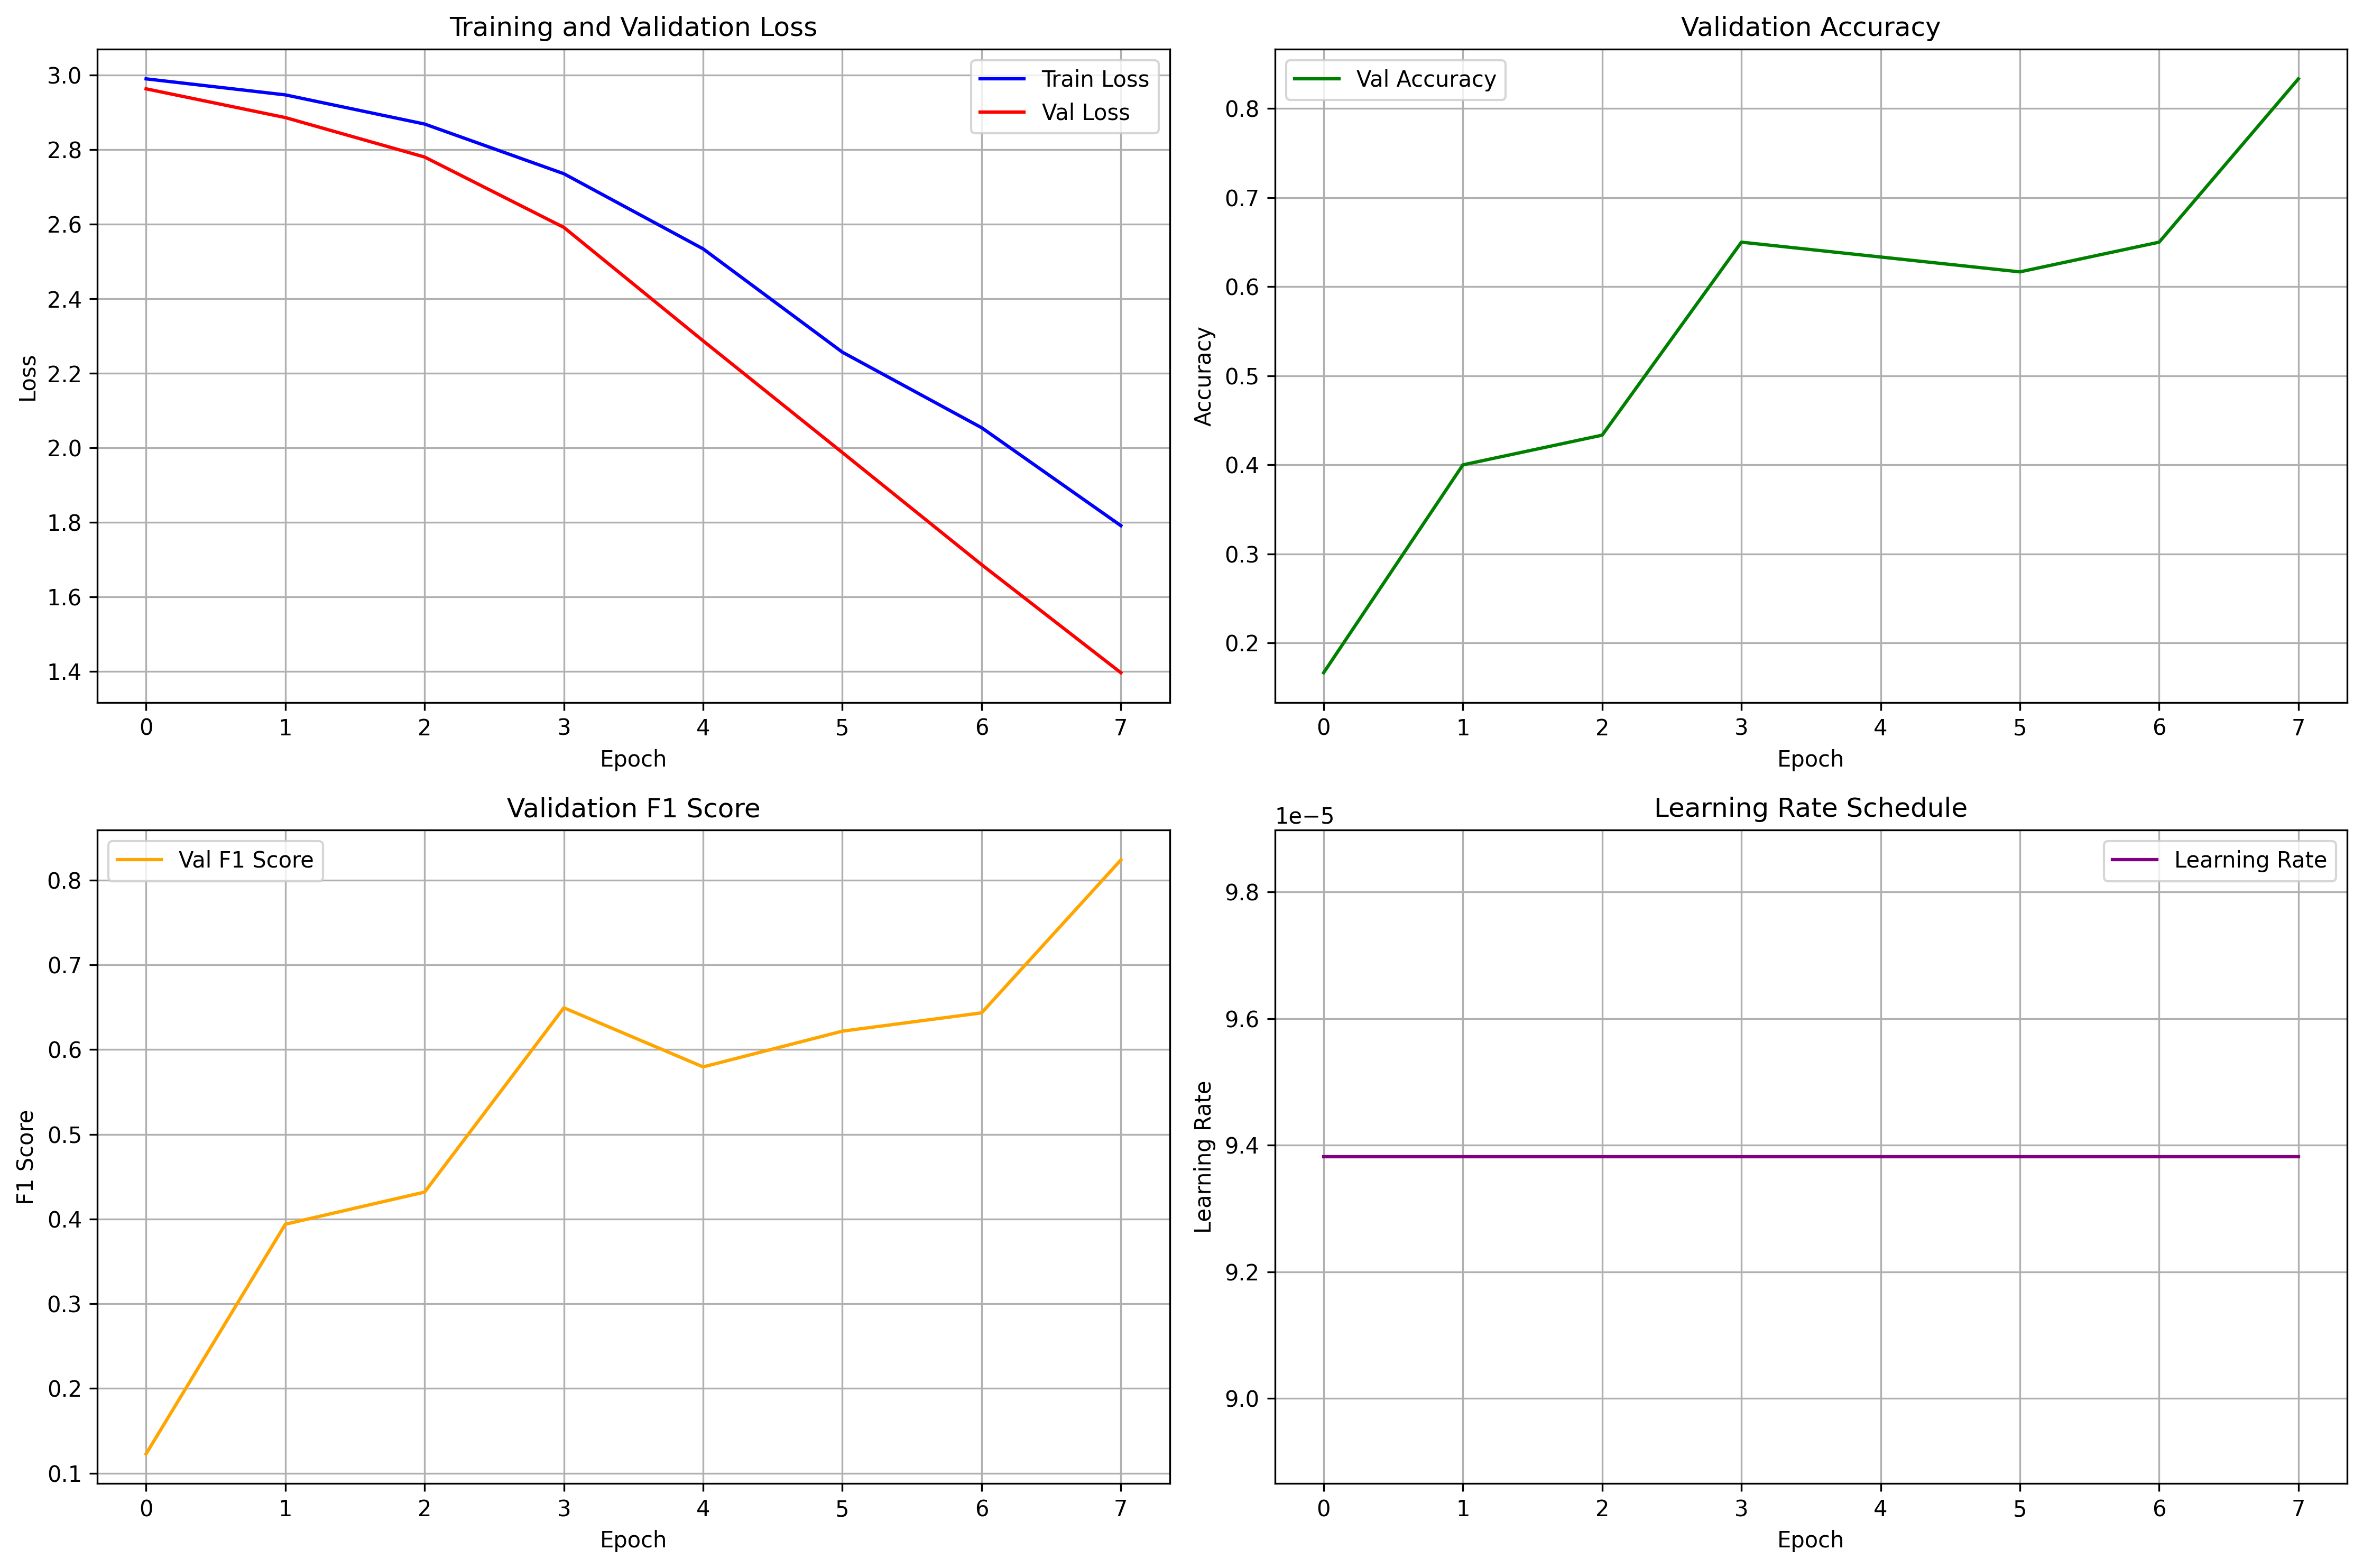 Training and Validation Loss
Train Loss
Val Loss
3.0
2.8
2.6
2.4
2.2
2.0
1.8
1.6
1.4
Loss
0 1 2 3 4 5 6 7
Epoch
Validation Accuracy
Val Accuracy
0.8
0.7
0.6
0.5
0.4
0.3
0.2
Accuracy
0 1 2 3 4 5 6 7
Epoch
Validation F1 Score
Val F1 Score
0.8
0.7
0.6
0.5
0.4
0.3
0.2
0.1
F1 Score
0 1 2 3 4 5 6 7
Epoch
Learning Rate Schedule
1e−5
Learning Rate
9.8
9.6
9.4
9.2
9.0
Learning Rate
0 1 2 3 4 5 6 7
Epoch